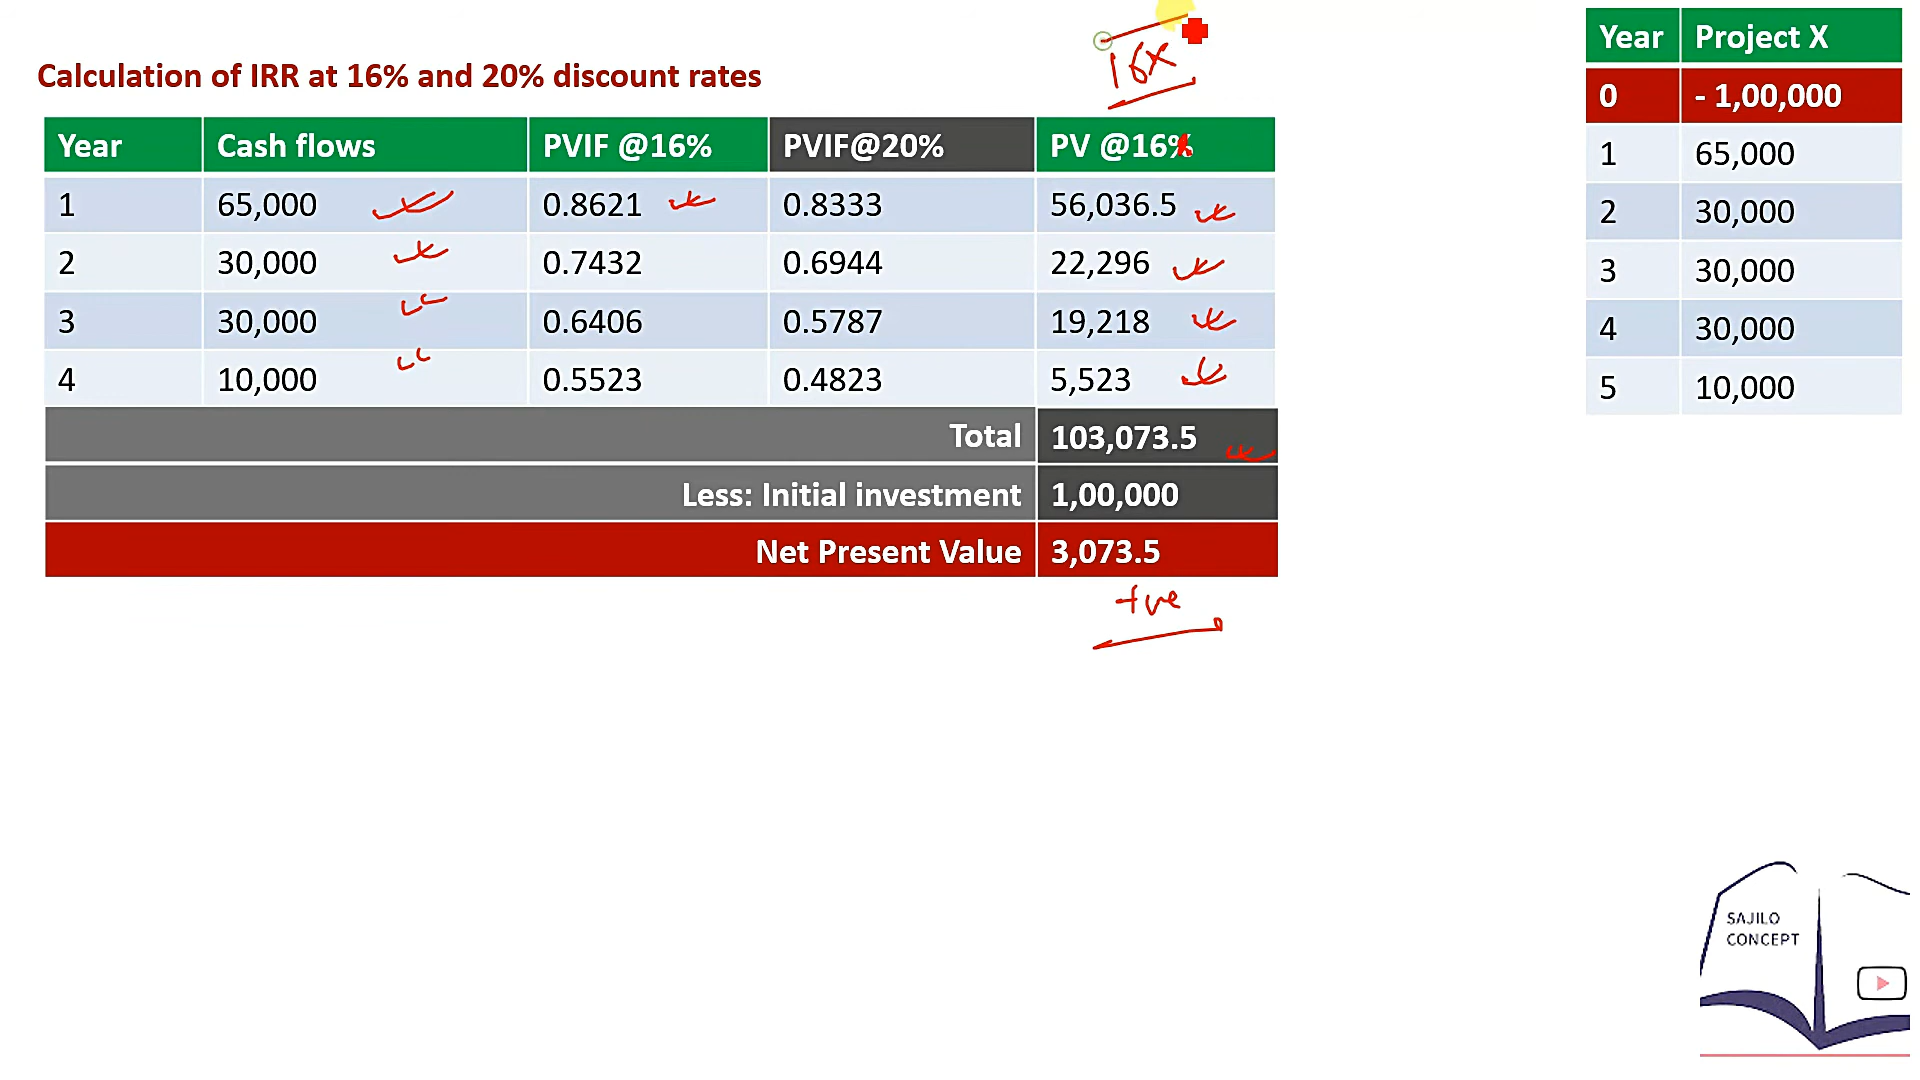 16%
Calculation of IRR at 16% and 20% discount rates
Year Cash flows PVIF @16% PVIF@20% PV @16%
1 65,000 0.8621 0.8333 56,036.5
2 30,000 0.7432 0.6944 22,296
3 30,000 0.6406 0.5787 19,218
4 10,000 0.5523 0.4823 5,523
Total 103,073.5
Less: Initial investment 1,00,000
Net Present Value 3,073.5
+ve
Year Project X
0 - 1,00,000
1 65,000
2 30,000
3 30,000
4 30,000
5 10,000
SAJILO
CONCEPT